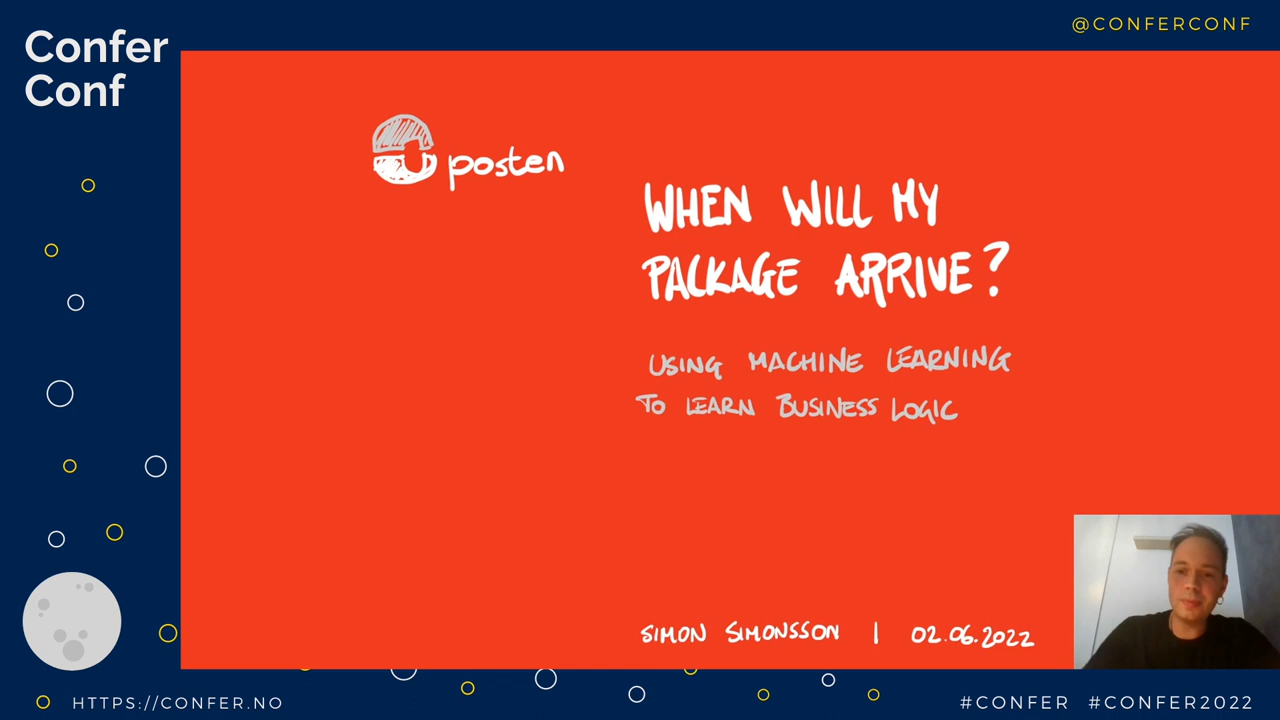 Confer
Conf
@CONFERCONF
posten
WHEN WILL MY
PACKAGE ARRIVE?
USING MACHINE LEARNING
TO LEARN BUSINESS LOGIC
SIMON SIMONSSON | 02.06.2022
HTTPS://CONFER.NO
#CONFER #CONFER2022